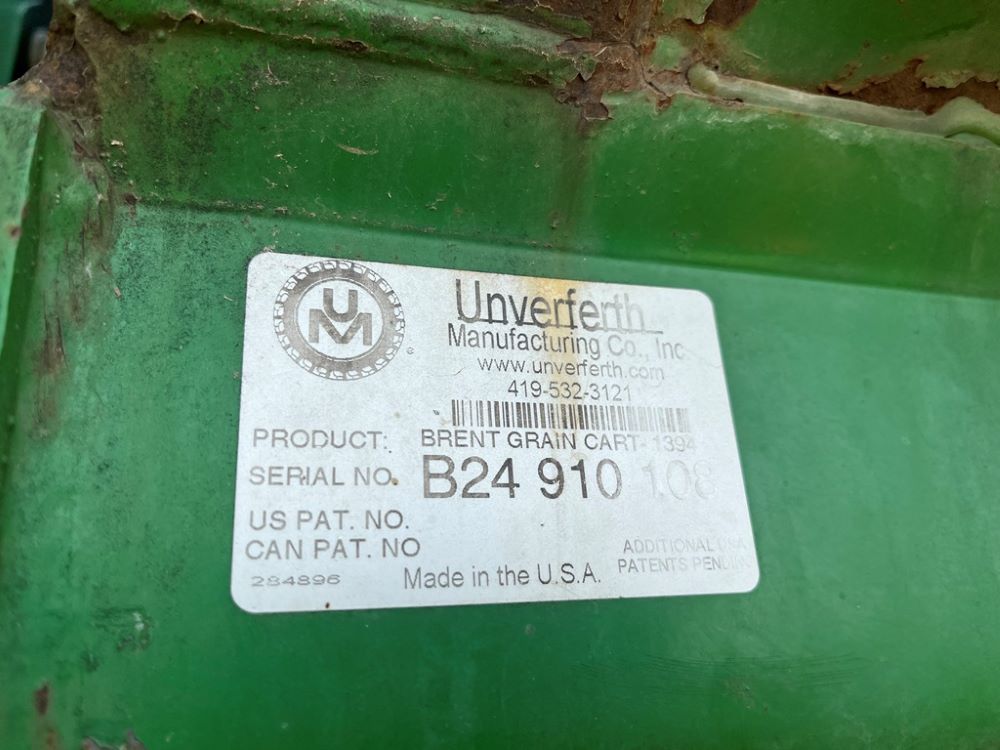 UM
Unverferth
Manufacturing Co., Inc
www.unverferth.com
419-532-3121
PRODUCT: BRENT GRAIN CART- 1394
SERIAL NO. B24 910 108
US PAT. NO.
CAN PAT. NO
ADDITIONAL USA
PATENTS PENDING
284896 Made in the U.S.A.